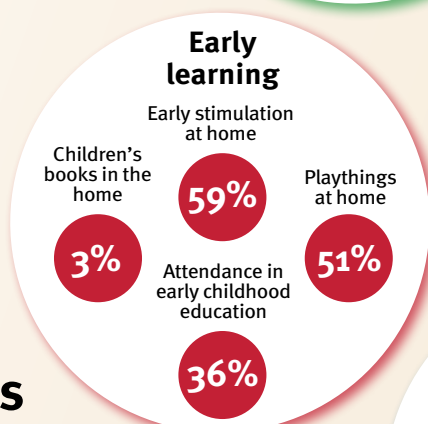 Early
learning
Early stimulation
at home
59%
Children's
books in the
home
3%
Playthings
at home
51%
Attendance in
early childhood
education
36%
s